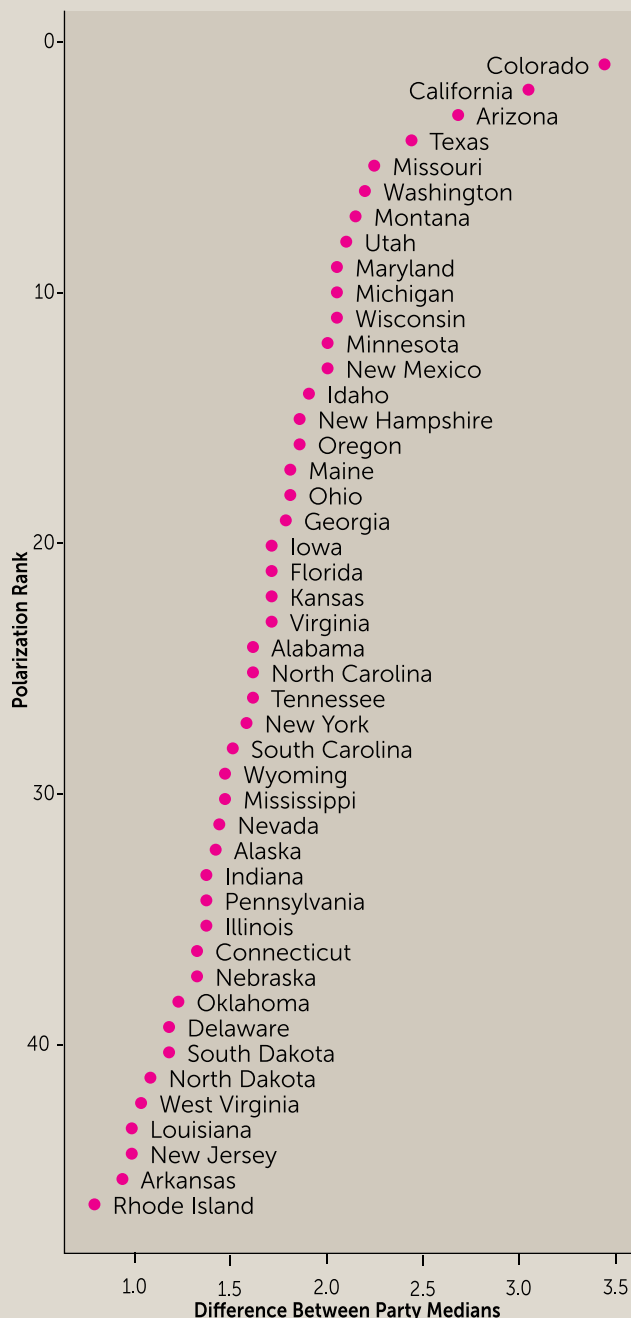 0
Colorado
California
Arizona
Texas
Missouri
Washington
Montana
Utah
Maryland
10
Michigan
Wisconsin
Minnesota
New Mexico
Idaho
New Hampshire
Oregon
Maine
Ohio
Georgia
20
Iowa
Florida
Kansas
Virginia
Alabama
North Carolina
Tennessee
New York
South Carolina
Wyoming
30
Mississippi
Nevada
Alaska
Indiana
Pennsylvania
Illinois
Connecticut
Nebraska
Oklahoma
Delaware
40
South Dakota
North Dakota
West Virginia
Louisiana
New Jersey
Arkansas
Rhode Island
Polarization Rank
1.0 1.5 2.0 2.5 3.0 3.5
Difference Between Party Medians